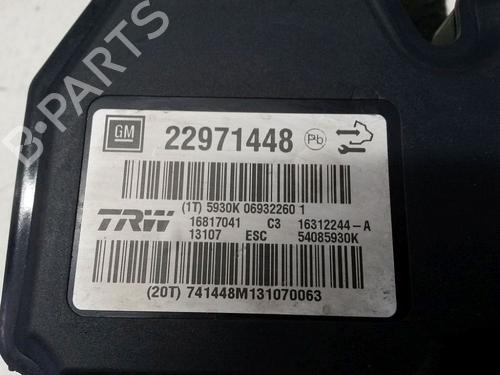 GM 22971448 Pb
(1T) 5930K 06932260 1
TRW 16817041 C3 16312244-A
13107 ESC 54085930K
(20T) 741448M131070063
B-PARTS